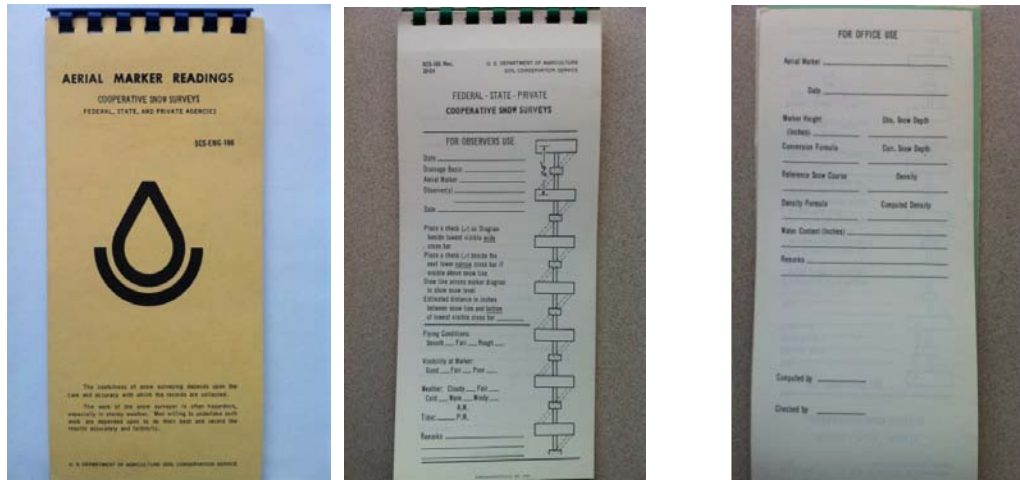 AERIAL MARKER READINGS
COOPERATIVE SNOW SURVEYS
FEDERAL, STATE, AND PRIVATE AGENCIES
SCS-ENG-166
The usefulness of snow surveying depends upon the
care and accuracy with which the records are collected.
The work of the snow surveyor is often hazardous,
especially in stormy weather. Men willing to undertake such
work are depended upon to do their best and record the
results accurately and faithfully.
U. S. DEPARTMENT OF AGRICULTURE SOIL CONSERVATION SERVICE
SCS-166 Rev.
U. S. DEPARTMENT OF AGRICULTURE
SOIL CONSERVATION SERVICE
FEDERAL - STATE - PRIVATE
COOPERATIVE SNOW SURVEYS
FOR OBSERVERS USE
State
Drainage Basin
Aerial Marker
Observer(s)
Date
Place a check (✓) on Diagram
beside lowest visible wide
cross bar
Place a check (✓) beside the
next lower narrow cross bar if
visible above snow line
Draw line across marker diagram
to show snow level
Estimated distance in inches
between snow line and bottom
of lowest visible cross bar
Flying Conditions:
Smooth Fair Rough
Visibility at Marker:
Good Fair Poor
Weather: Cloudy Fair
Cold Warm Windy
A.M.
Time: P.M.
Remarks
FOR OFFICE USE
Aerial Marker
Date
Marker Height Obs. Snow Depth
(Inches)
Conversion Formula Corr. Snow Depth
Reference Snow Course Density
Density Formula Computed Density
Water Content (Inches)
Remarks
Computed by
Checked by